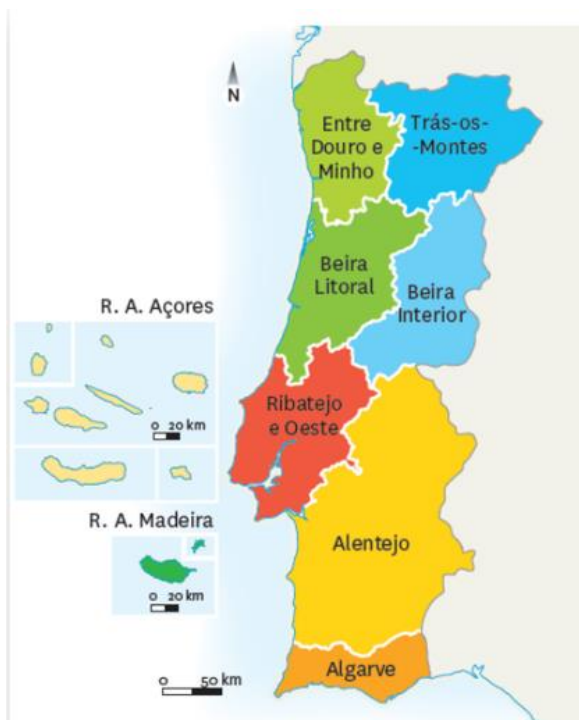 N
Entre
Douro e
Minho
Trás-os-
-Montes
Beira
Litoral
Beira
Interior
R. A. Açores
0 20 km
Ribatejo
e Oeste
R. A. Madeira
0 20 km
Alentejo
Algarve
0 50 km